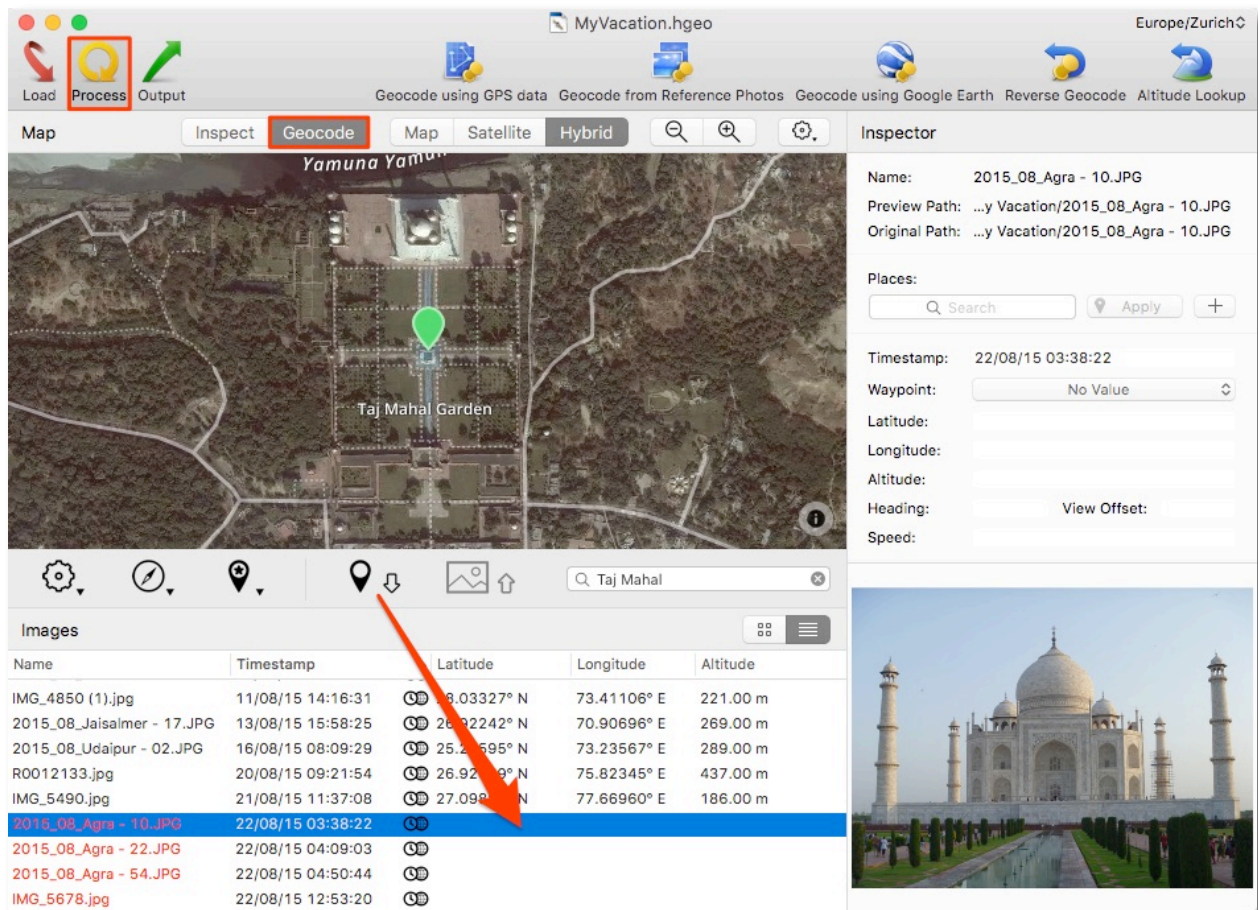 MyVacation.hgeo
Europe/Zurich
Load Process Output
Geocode using GPS data Geocode from Reference Photos Geocode using Google Earth Reverse Geocode Altitude Lookup
Map Inspect Geocode Map Satellite Hybrid
Inspector
Yamuna
Taj Mahal Garden
Name: 2015_08_Agra - 10.JPG
Preview Path: ...y Vacation/2015_08_Agra - 10.JPG
Original Path: ...y Vacation/2015_08_Agra - 10.JPG
Places:
Search Apply
Timestamp: 22/08/15 03:38:22
Waypoint: No Value
Latitude:
Longitude:
Altitude:
Heading: View Offset:
Speed:
Taj Mahal
Images
Name Timestamp Latitude Longitude Altitude
IMG_4850 (1).jpg 11/08/15 14:16:31 N 73.41106° E 221.00 m
2015_08_Jaisalmer - 17.JPG 13/08/15 15:58:25 N 70.90696° E 269.00 m
2015_08_Udaipur - 02.JPG 16/08/15 08:09:29 N 73.23567° E 289.00 m
R0012133.jpg 20/08/15 09:21:54 N 75.82345° E 437.00 m
IMG_5490.jpg 21/08/15 11:37:08 N 77.66960° E 186.00 m
2015_08_Agra - 10.JPG 22/08/15 03:38:22
2015_08_Agra - 22.JPG 22/08/15 04:09:03
2015_08_Agra - 54.JPG 22/08/15 04:50:44
IMG_5678.jpg 22/08/15 12:53:20